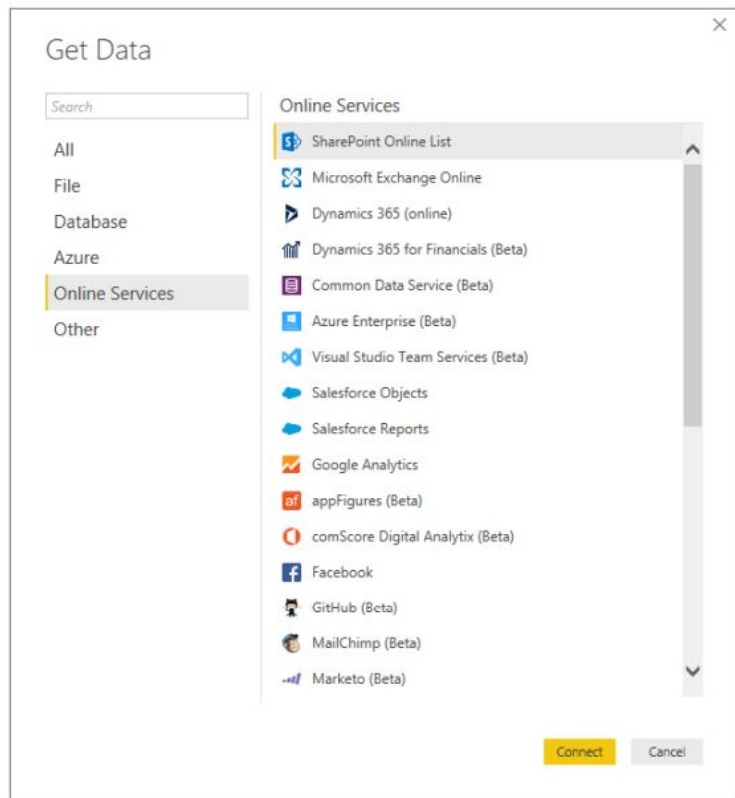 Get Data
Search
All
File
Database
Azure
Online Services
Other
Online Services
SharePoint Online List
Microsoft Exchange Online
Dynamics 365 (online)
Dynamics 365 for Financials (Beta)
Common Data Service (Beta)
Azure Enterprise (Beta)
Visual Studio Team Services (Beta)
Salesforce Objects
Salesforce Reports
Google Analytics
appFigures (Beta)
comScore Digital Analytix (Beta)
Facebook
GitHub (Beta)
MailChimp (Beta)
Marketo (Beta)
Connect
Cancel